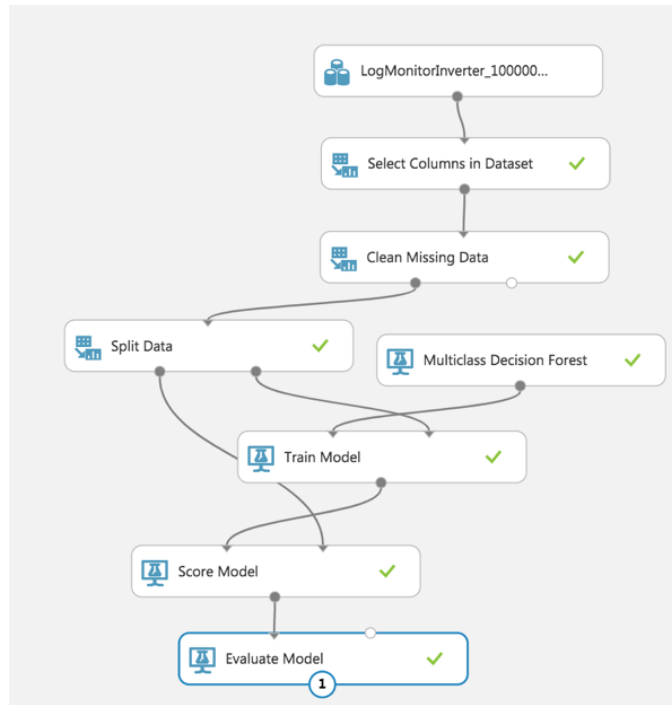 LogMonitorInverter_100000...
Select Columns in Dataset
Clean Missing Data
Split Data
Multiclass Decision Forest
Train Model
Score Model
Evaluate Model
1